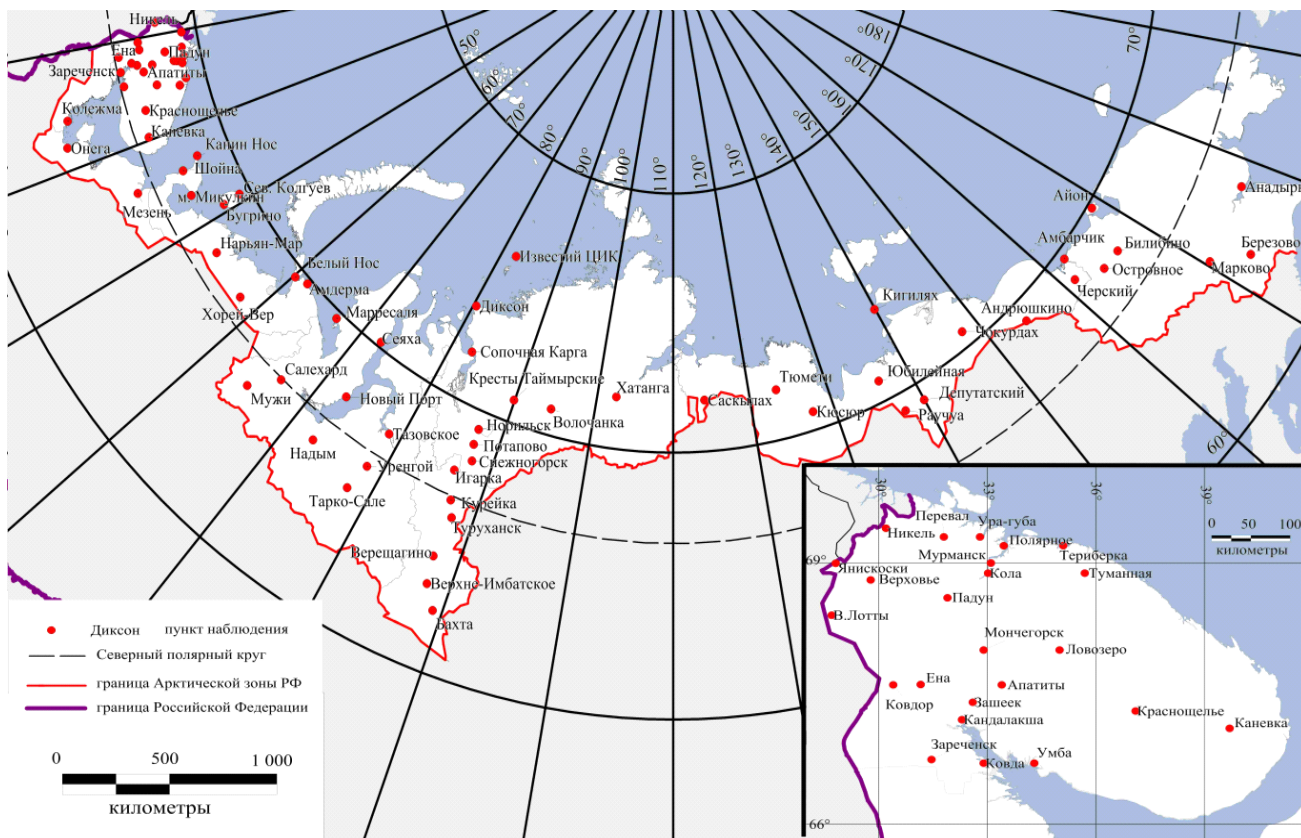 Никель
Ена
Падун
Зареченск
Апатиты
Колежма
Краснощелье
Каневка
Онега
Канин Нос
Шойна
Сев. Колгуев
м. Микулкин
Бугрино
Мезень
Нарьян-Мар
Белый Нос
Амдерма
Хорей-Вер
Марресаля
Сеяха
Известий ЦИК
Диксон
Сопочная Карга
Кресты Таймырские
Хатанга
Волочанка
Салехард
Мужи
Новый Порт
Тазовское
Надым
Уренгой
Тарко-Сале
Норильск
Потапово
Снежногорск
Игарка
Курейка
Туруханск
Верещагино
Верхне-Имбатское
Бахта
Саскылах
Тюмети
Кюсюр
Юбилейная
Депутатский
Раучуа
Кигилях
Чокурдах
Андрюшкино
Амбарчик
Айон
Билибино
Островное
Черский
Марково
Березово
Анадырь
50°
60°
70°
80°
90°
100°
110°
120°
130°
140°
150°
160°
170°
180°
70°
60°
Диксон пункт наблюдения
Северный полярный круг
граница Арктической зоны РФ
граница Российской Федерации
0 500 1 000
километры
30°
33°
36°
39°
0 50 100
километры
Перевал
Ура-губа
Никель
Полярное
Мурманск
Териберка
69°
Янискоски
Кола
Туманная
Верховье
Падун
В.Лотты
Мончегорск
Ловозеро
Ена
Апатиты
Ковдор
Зашеек
Краснощелье
Кандалакша
Каневка
Зареченск
Умба
Ковда
66°